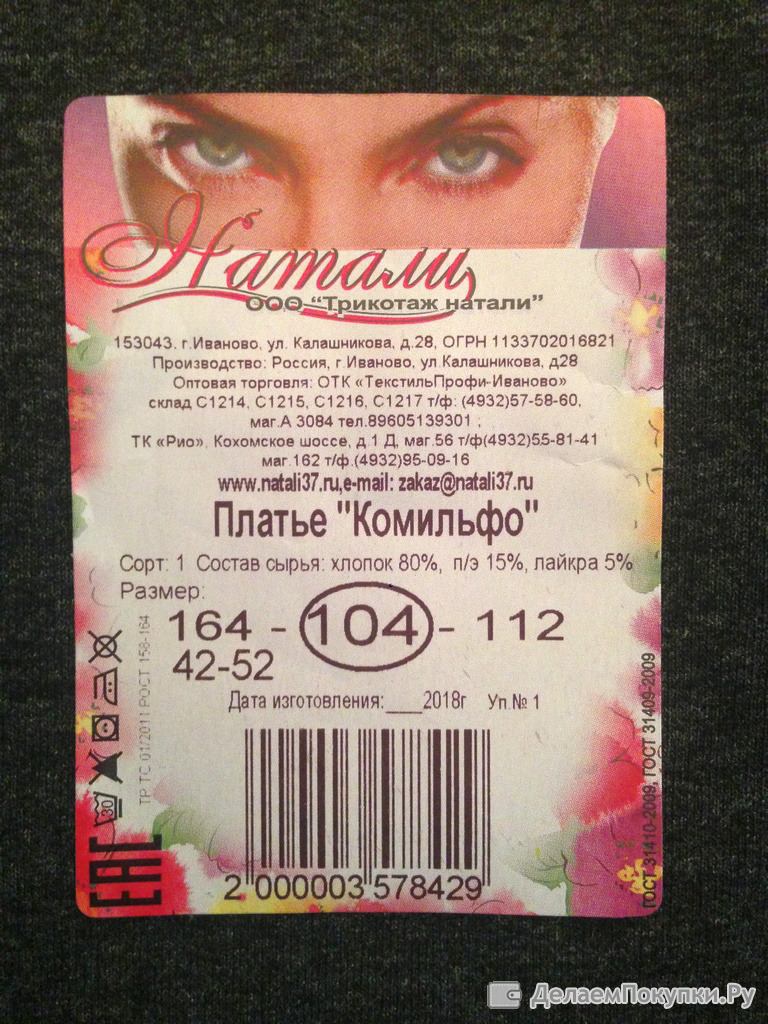 Натали
ООО "Трикотаж натали"
153043. г.Иваново, ул. Калашникова, д.28, ОГРН 1133702016821
Производство: Россия, г.Иваново, ул.Калашникова, д28
Оптовая торговля: ОТК «ТекстильПрофи-Иваново»
склад С1214, С1215, С1216, С1217 т/ф: (4932)57-58-60,
маг.А 3084 тел.89605139301 ;
ТК «Рио», Кохомское шоссе, д.1 Д, маг.56 т/ф(4932)55-81-41
маг.162 т/ф.(4932)95-09-16
www.natali37.ru,e-mail: zakaz@natali37.ru
Платье "Комильфо"
Сорт: 1 Состав сырья: хлопок 80%, п/э 15%, лайкра 5%
Размер:
164 - 104 - 112
42-52
Дата изготовления:____2018г Уп.№ 1
2 000003 578429
ТР ТС 01/2011 РОСТ 158-164
30
ЕАС
ГОСТ 31410-2009, ГОСТ 31409-2009
ДелаемПокупки.Ру